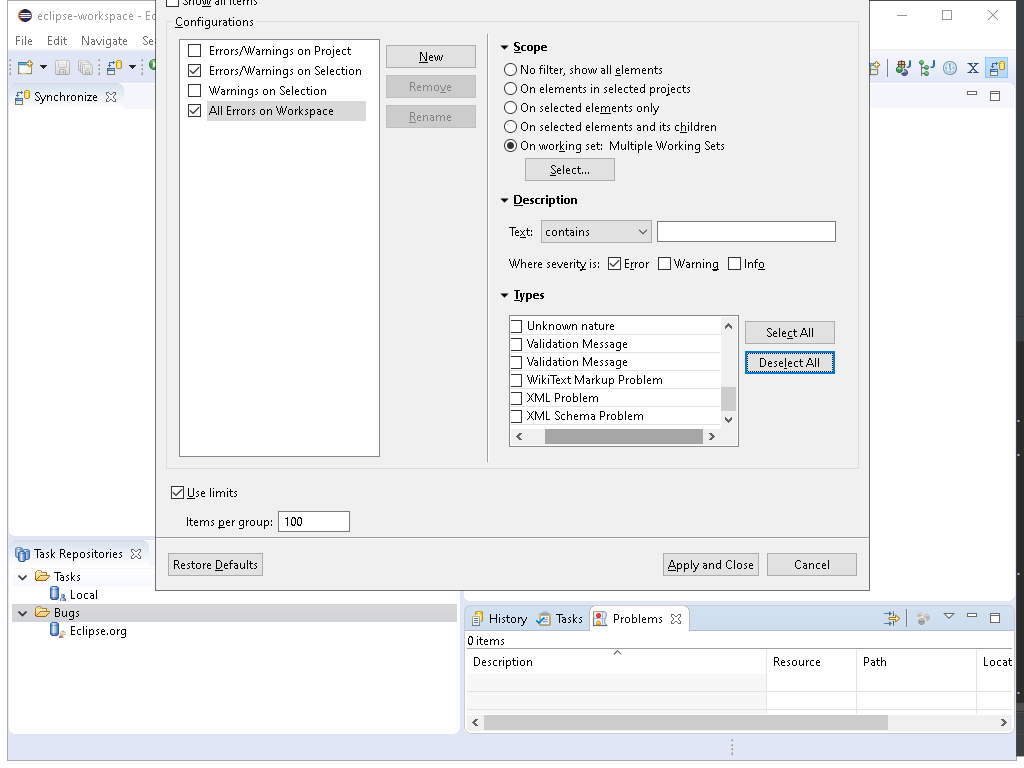 eclipse-workspace - Ec
Show all items
File Edit Navigate Se
Configurations
Errors/Warnings on Project
Errors/Warnings on Selection
Warnings on Selection
All Errors on Workspace
New
Remove
Rename
Scope
No filter, show all elements
On elements in selected projects
On selected elements only
On selected elements and its children
On working set: Multiple Working Sets
Select...
Description
Text: contains
Where severity is: Error Warning Info
Types
Unknown nature
Validation Message
Validation Message
WikiText Markup Problem
XML Problem
XML Schema Problem
Select All
Deselect All
Use limits
Items per group: 100
Restore Defaults
Apply and Close
Cancel
Synchronize
Task Repositories
Tasks
Local
Bugs
Eclipse.org
History Tasks Problems
0 items
Description Resource Path Locat